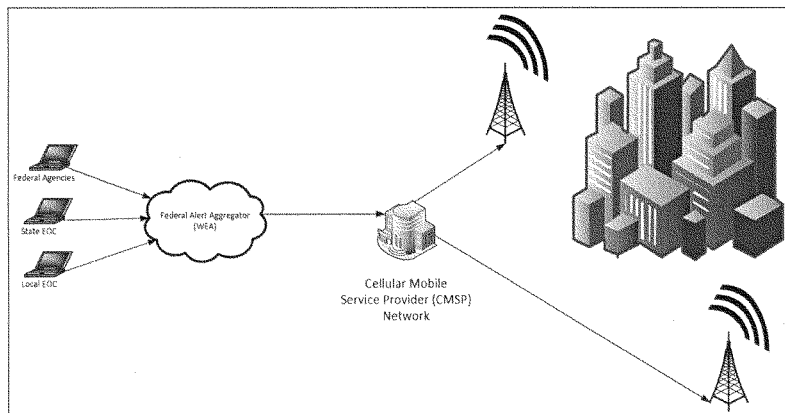 Federal Agencies
State EOC
Local EOC
Federal Alert Aggregator
(WEA)
Cellular Mobile
Service Provider (CMSP)
Network